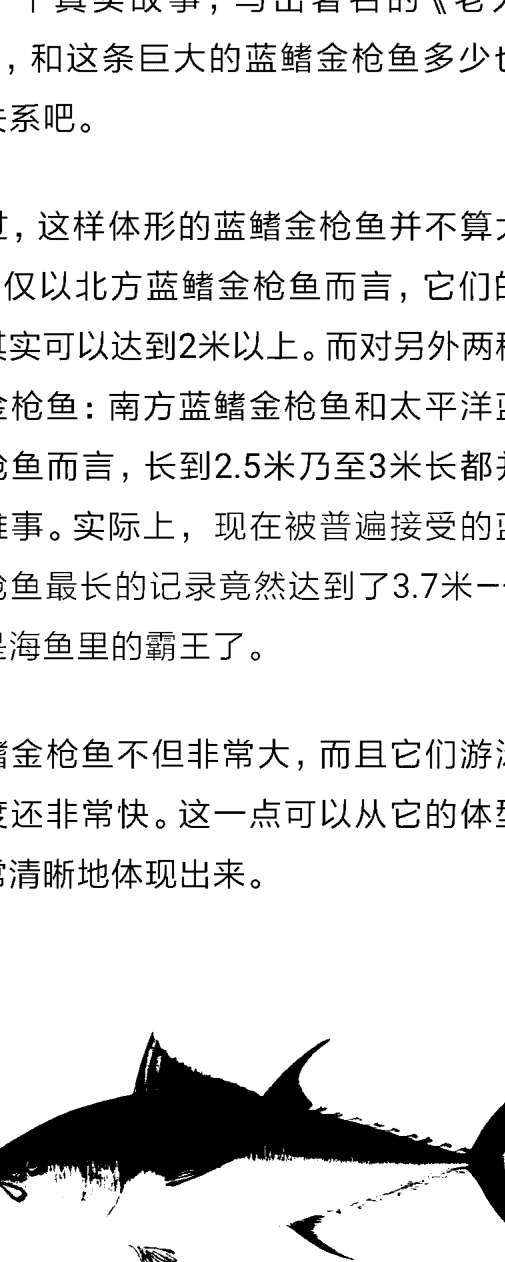 真实故事，写出著名的《老
，和这条巨大的蓝鳍金枪鱼多少
系吧。
，这样体形的蓝鳍金枪鱼并不算
仅以北方蓝鳍金枪鱼而言，它们的
实可以达到2米以上。而对另外两种
金枪鱼：南方蓝鳍金枪鱼和太平洋蓝
枪鱼而言，长到2.5米乃至3米长都
事。实际上，现在被普遍接受的蓝
枪鱼最长的记录竟然达到了3.7米—
是海鱼里的霸王了。
鳍金枪鱼不但非常大，而且它们游泳
度还非常快。这一点可以从它的体型
常清晰地体现出来。